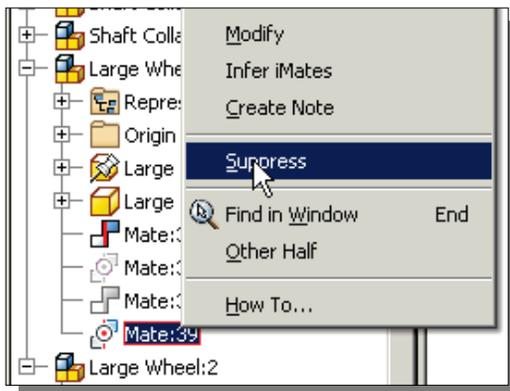 Shaft Colla
Modify
Large Whe
Infer iMates
Repres
Create Note
Origin
Large
Suppress
Large
Find in Window End
Mate:3
Other Half
Mate:3
Mate:3
How To...
Mate:39
Large Wheel:2